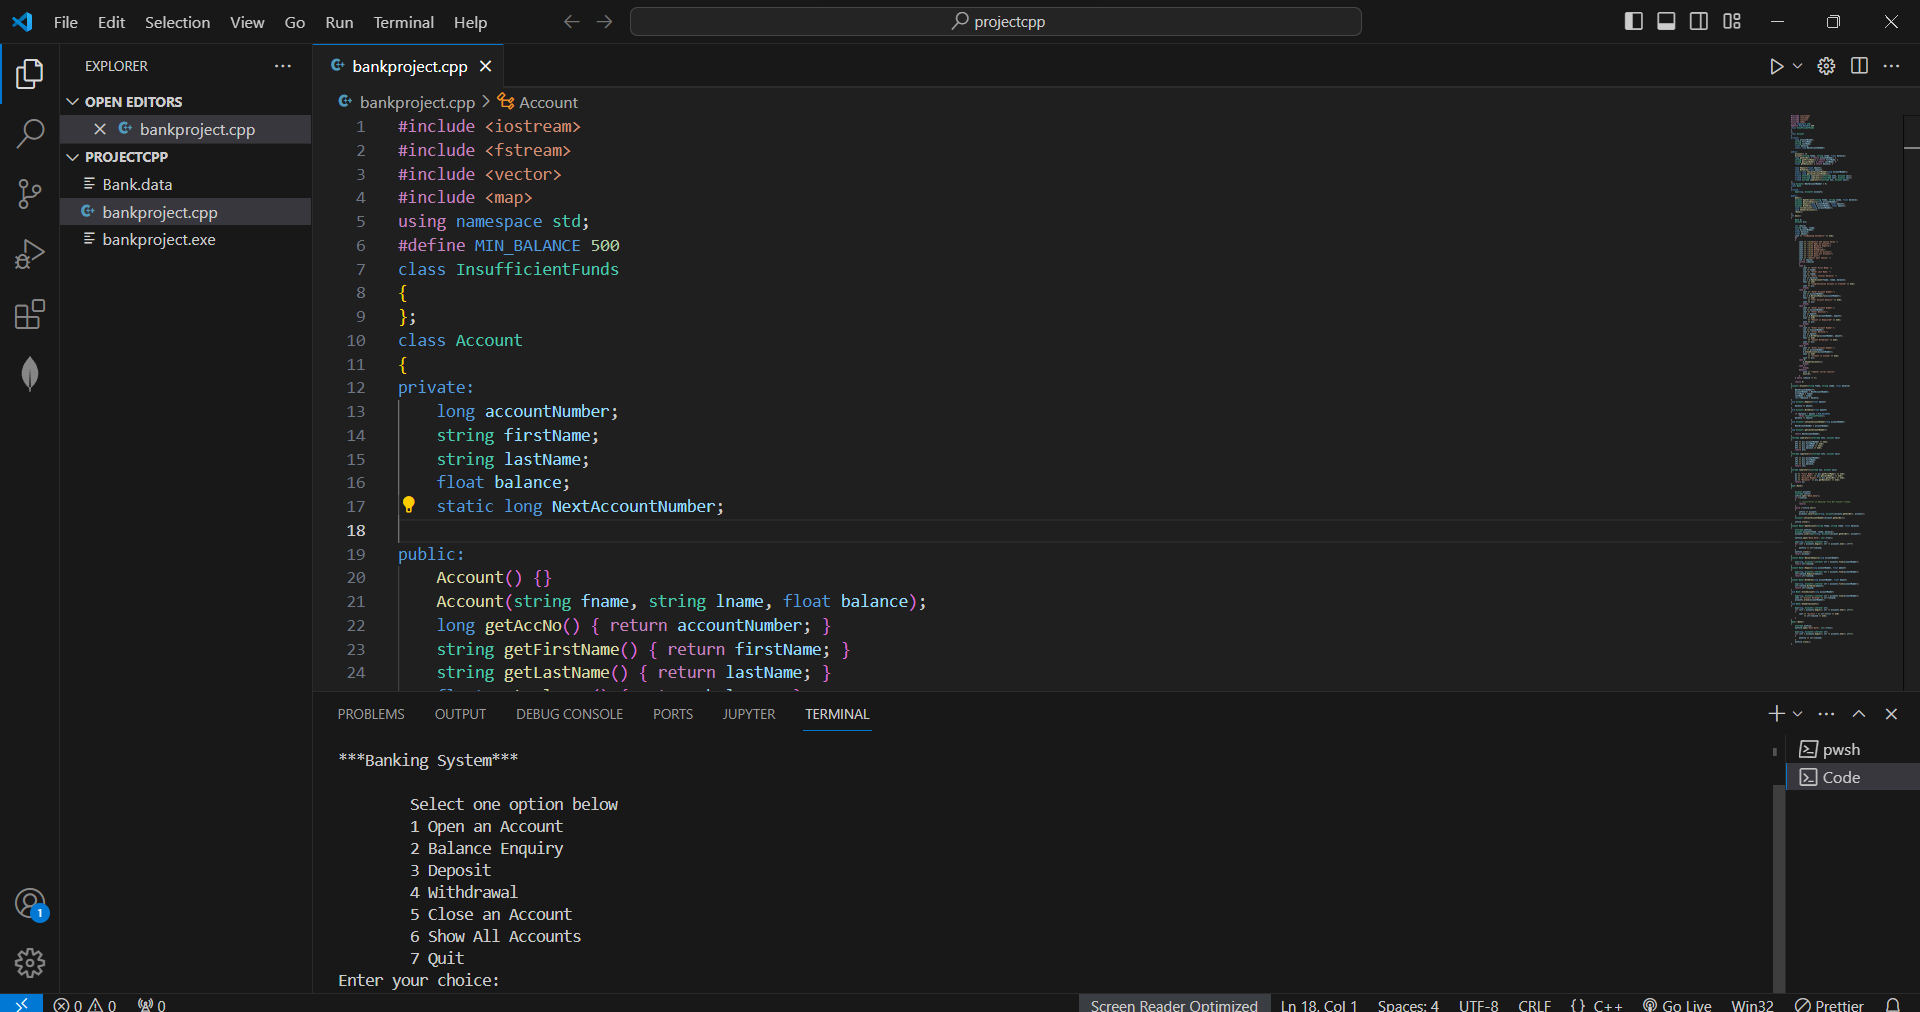 File Edit Selection View Go Run Terminal Help
projectcpp
EXPLORER
OPEN EDITORS
bankproject.cpp
PROJECTCPP
Bank.data
bankproject.cpp
bankproject.exe
bankproject.cpp
bankproject.cpp > Account
1 #include <iostream>
2 #include <fstream>
3 #include <vector>
4 #include <map>
5 using namespace std;
6 #define MIN_BALANCE 500
7 class InsufficientFunds
8 {
9 };
10 class Account
11 {
12 private:
13 long accountNumber;
14 string firstName;
15 string lastName;
16 float balance;
17 static long NextAccountNumber;
18
19 public:
20 Account() {}
21 Account(string fname, string lname, float balance);
22 long getAccNo() { return accountNumber; }
23 string getFirstName() { return firstName; }
24 string getLastName() { return lastName; }
PROBLEMS OUTPUT DEBUG CONSOLE PORTS JUPYTER TERMINAL
***Banking System***
Select one option below
1 Open an Account
2 Balance Enquiry
3 Deposit
4 Withdrawal
5 Close an Account
6 Show All Accounts
7 Quit
Enter your choice:
pwsh
Code
1
0 0 0
Screen Reader Optimized Ln 18, Col 1 Spaces: 4 UTF-8 CRLF {} C++ Go Live Win32 Prettier